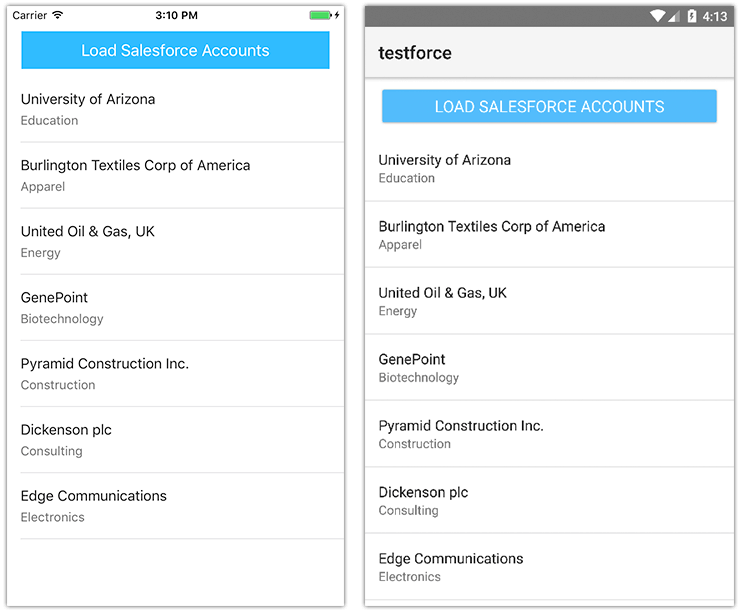 Carrier 3:10 PM
Load Salesforce Accounts
University of Arizona
Education
Burlington Textiles Corp of America
Apparel
United Oil & Gas, UK
Energy
GenePoint
Biotechnology
Pyramid Construction Inc.
Construction
Dickenson plc
Consulting
Edge Communications
Electronics
4:13
testforce
LOAD SALESFORCE ACCOUNTS
University of Arizona
Education
Burlington Textiles Corp of America
Apparel
United Oil & Gas, UK
Energy
GenePoint
Biotechnology
Pyramid Construction Inc.
Construction
Dickenson plc
Consulting
Edge Communications
Electronics